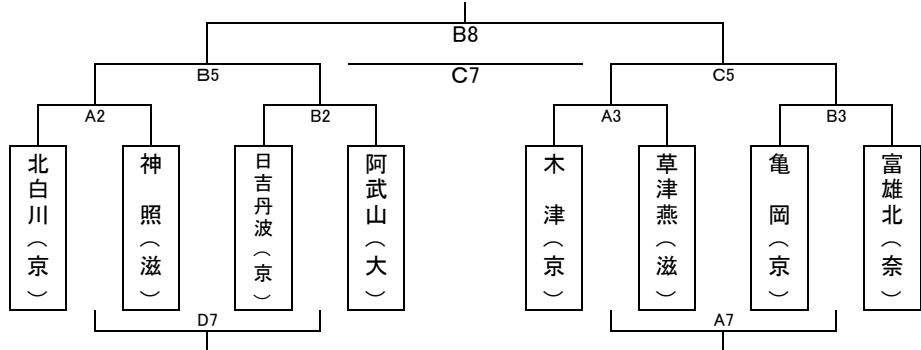 B8
B5
C7
C5
A2
B2
A3
B3
北白川(京)
神照(滋)
日吉丹波(京)
阿武山(大)
木津(京)
草津燕(滋)
亀岡(京)
富雄北(奈)
D7
A7